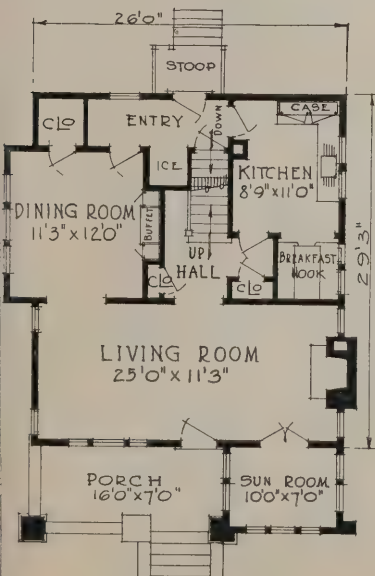 26'0"
STOOP
CLO
ENTRY
DOWN
CASE
ICE
KITCHEN
8'9"x11'0"
DINING ROOM
11'3"x12'0"
BUFFET
UP
HALL
BREAKFAST
NOOK
CLO
CLO
29'3"
LIVING ROOM
25'0"x11'3"
PORCH
16'0"x7'0"
SUN ROOM
10'0"x7'0"